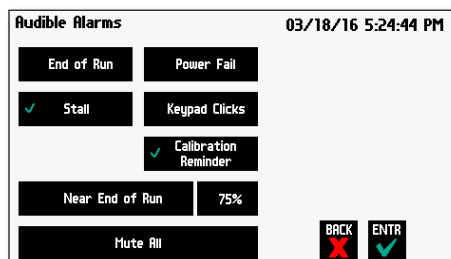 Audible Alarms 03/18/16 5:24:44 PM
End of Run Power Fail
Stall Keypad Clicks
Calibration
Reminder
Near End of Run 75%
Mute All
BACK ENTR